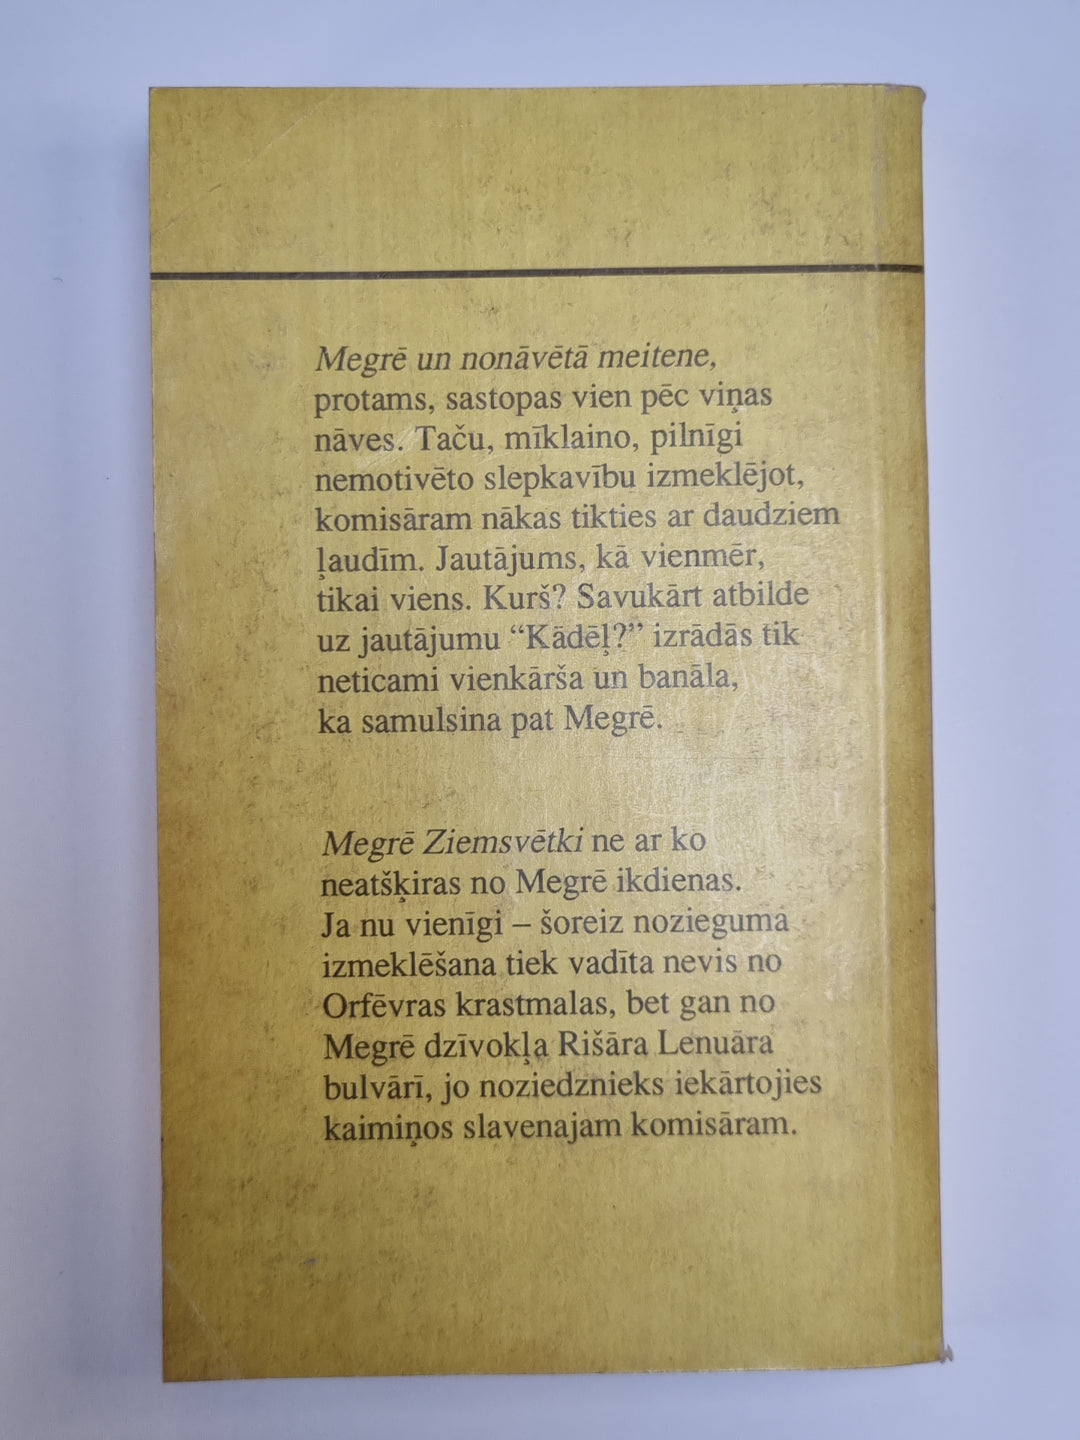 Megrē un nonāvētā meitene,
protams, sastopas vien pēc viņas
nāves. Taču, mīklaino, pilnīgi
nemotivēto slepkavību izmeklējot,
komisāram nākas tikties ar daudziem
ļaudīm. Jautājums, kā vienmēr,
tikai viens. Kurš? Savukārt atbilde
uz jautājumu “Kādēļ?” izrādās tik
neticami vienkārša un banāla,
ka samulsina pat Megrē.
Megrē Ziemsvētki ne ar ko
neatšķiras no Megrē ikdienas.
Ja nu vienīgi – šoreiz nozieguma
izmeklēšana tiek vadīta nevis no
Orfēvras krastmalas, bet gan no
Megrē dzīvokļa Rišāra Lenuāra
bulvārī, jo noziedznieks iekārtojies
kaimiņos slavenajam komisāram.